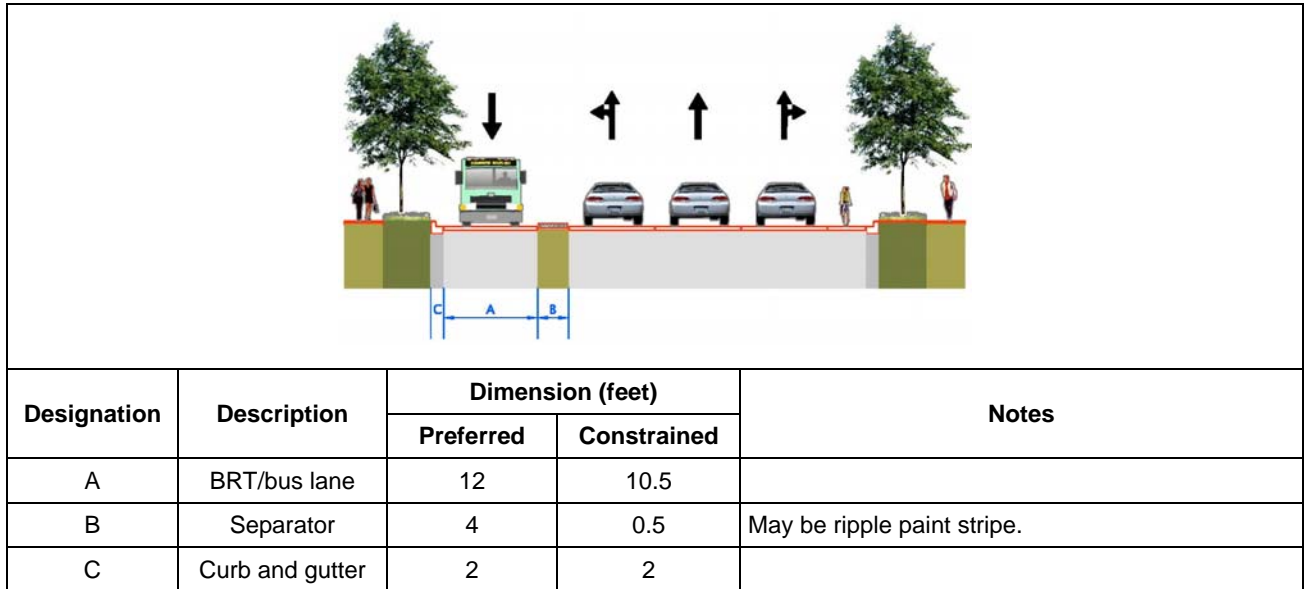 C A B
Designation Description Dimension (feet) Notes
Preferred Constrained
A BRT/bus lane 12 10.5
B Separator 4 0.5 May be ripple paint stripe.
C Curb and gutter 2 2